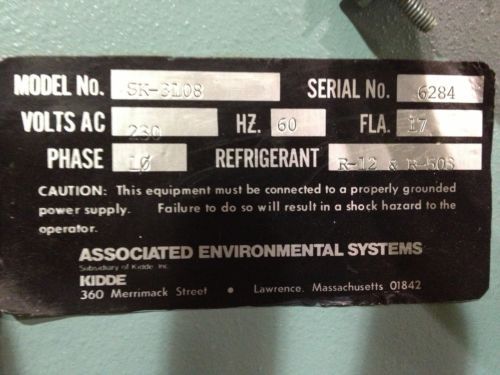 MODEL No. SK-3108 SERIAL No. 6284
VOLTS AC 230 HZ. 60 FLA. 17
PHASE 1Ø REFRIGERANT R-12 & R-503
CAUTION: This equipment must be connected to a properly grounded
power supply. Failure to do so will result in a shock hazard to the
operator.
ASSOCIATED ENVIRONMENTAL SYSTEMS
Subsidiary of Kidde Inc.
KIDDE
360 Merrimack Street • Lawrence, Massachusetts 01842